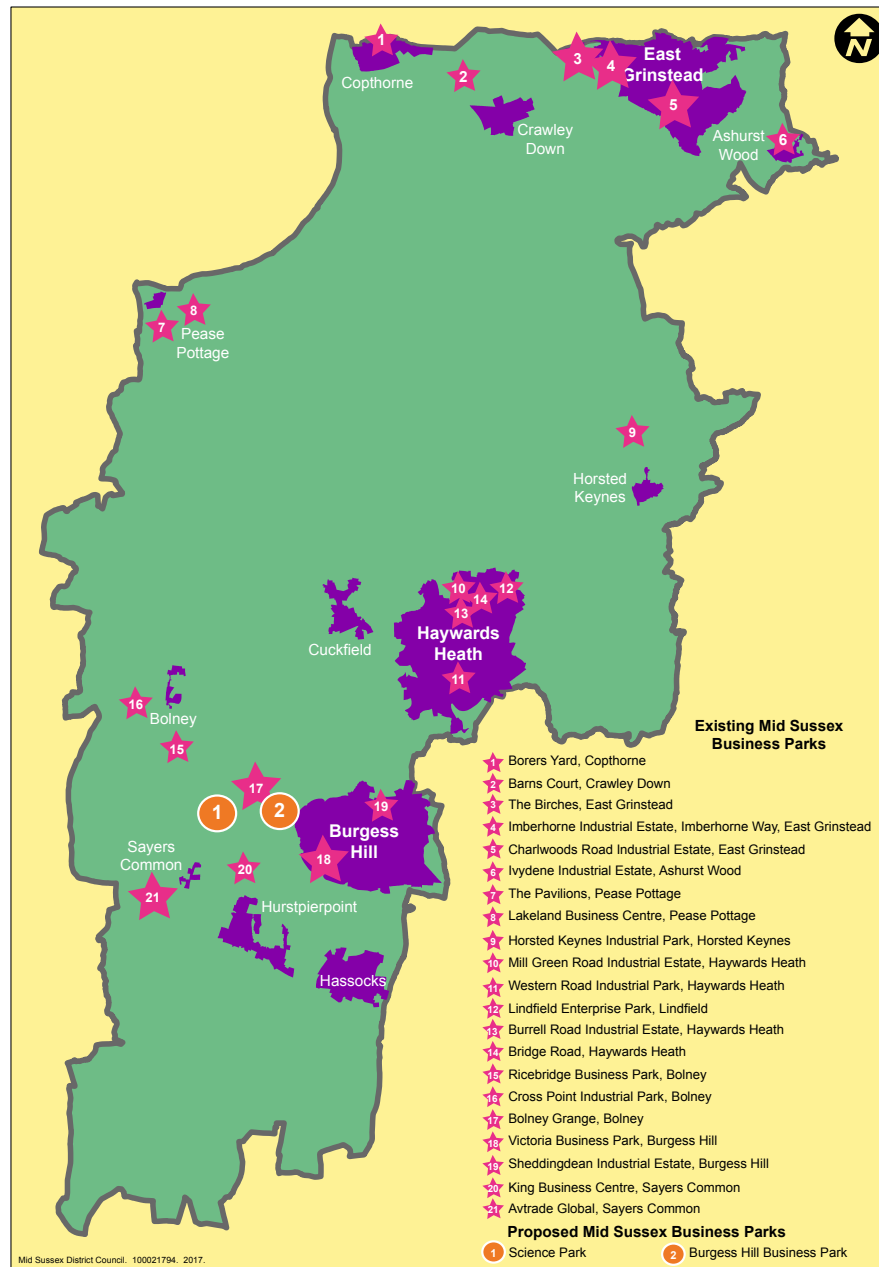 N
1
Copthorne
2
3
4
East
Grinstead
5
Crawley
Down
Ashurst
Wood
6
8
7
Pease
Pottage
9
Horsted
Keynes
10
12
14
13
Haywards
Heath
11
Cuckfield
16
Bolney
15
17
1
2
19
Burgess
Hill
18
Sayers
Common
20
21
Hurstpierpoint
Hassocks
Existing Mid Sussex
Business Parks
1 Borers Yard, Copthorne
2 Barns Court, Crawley Down
3 The Birches, East Grinstead
4 Imberhorne Industrial Estate, Imberhorne Way, East Grinstead
5 Charlwoods Road Industrial Estate, East Grinstead
6 Ivydene Industrial Estate, Ashurst Wood
7 The Pavilions, Pease Pottage
8 Lakeland Business Centre, Pease Pottage
9 Horsted Keynes Industrial Park, Horsted Keynes
10 Mill Green Road Industrial Estate, Haywards Heath
11 Western Road Industrial Park, Haywards Heath
12 Lindfield Enterprise Park, Lindfield
13 Burrell Road Industrial Estate, Haywards Heath
14 Bridge Road, Haywards Heath
15 Ricebridge Business Park, Bolney
16 Cross Point Industrial Park, Bolney
17 Bolney Grange, Bolney
18 Victoria Business Park, Burgess Hill
19 Sheddingdean Industrial Estate, Burgess Hill
20 King Business Centre, Sayers Common
21 Avtrade Global, Sayers Common
Proposed Mid Sussex Business Parks
1 Science Park
2 Burgess Hill Business Park
Mid Sussex District Council. 100021794. 2017.